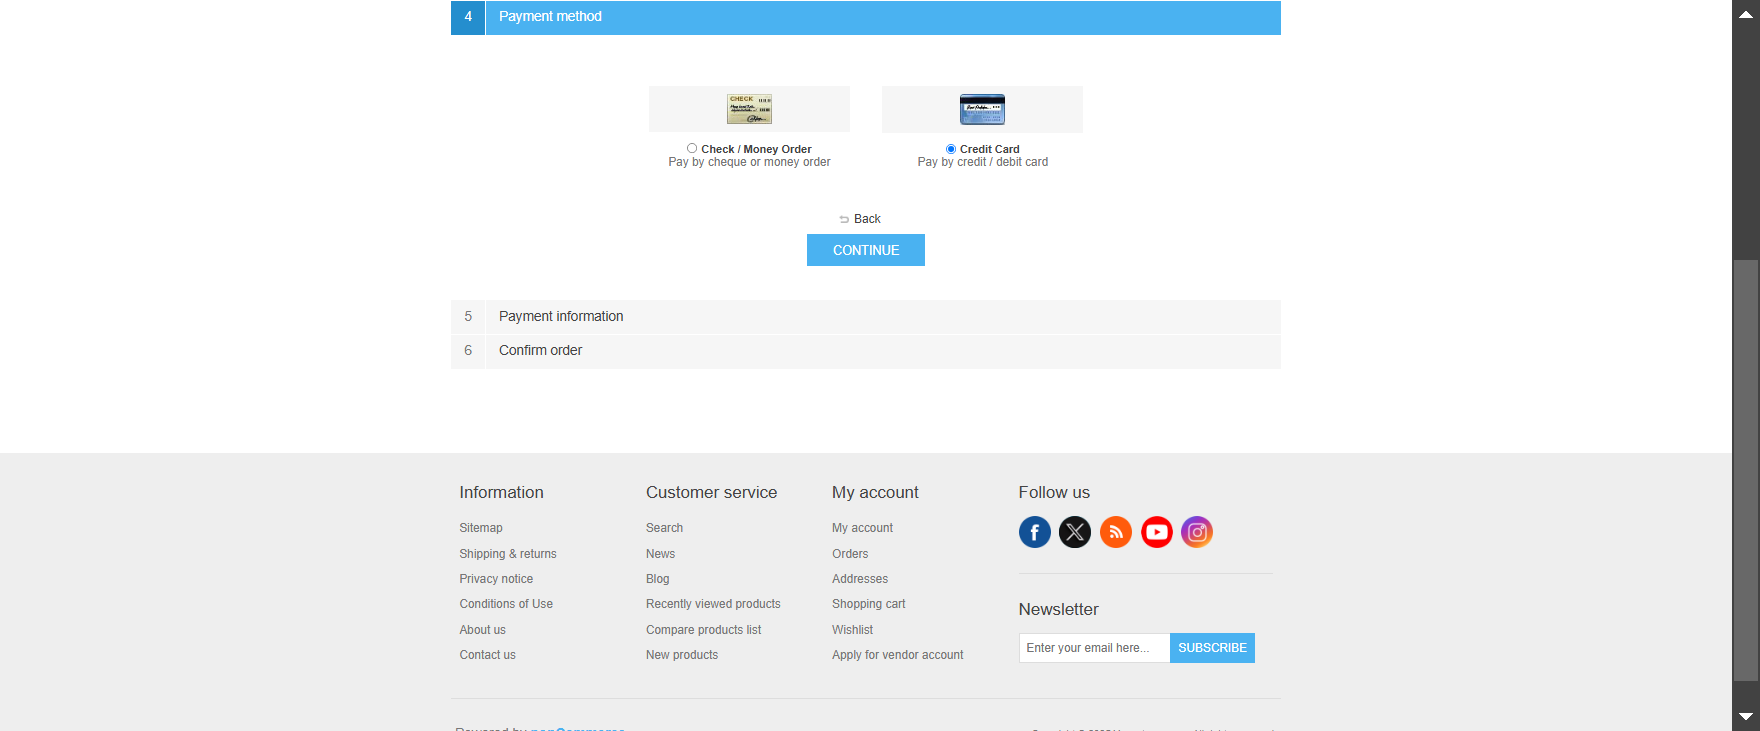 4 Payment method
CHECK
Check / Money Order
Pay by cheque or money order
Credit Card
Pay by credit / debit card
Back
CONTINUE
5 Payment information
6 Confirm order
Information
Sitemap
Shipping & returns
Privacy notice
Conditions of Use
About us
Contact us
Customer service
Search
News
Blog
Recently viewed products
Compare products list
New products
My account
My account
Orders
Addresses
Shopping cart
Wishlist
Apply for vendor account
Follow us
Newsletter
Enter your email here...
SUBSCRIBE
Powered by nopCommerce